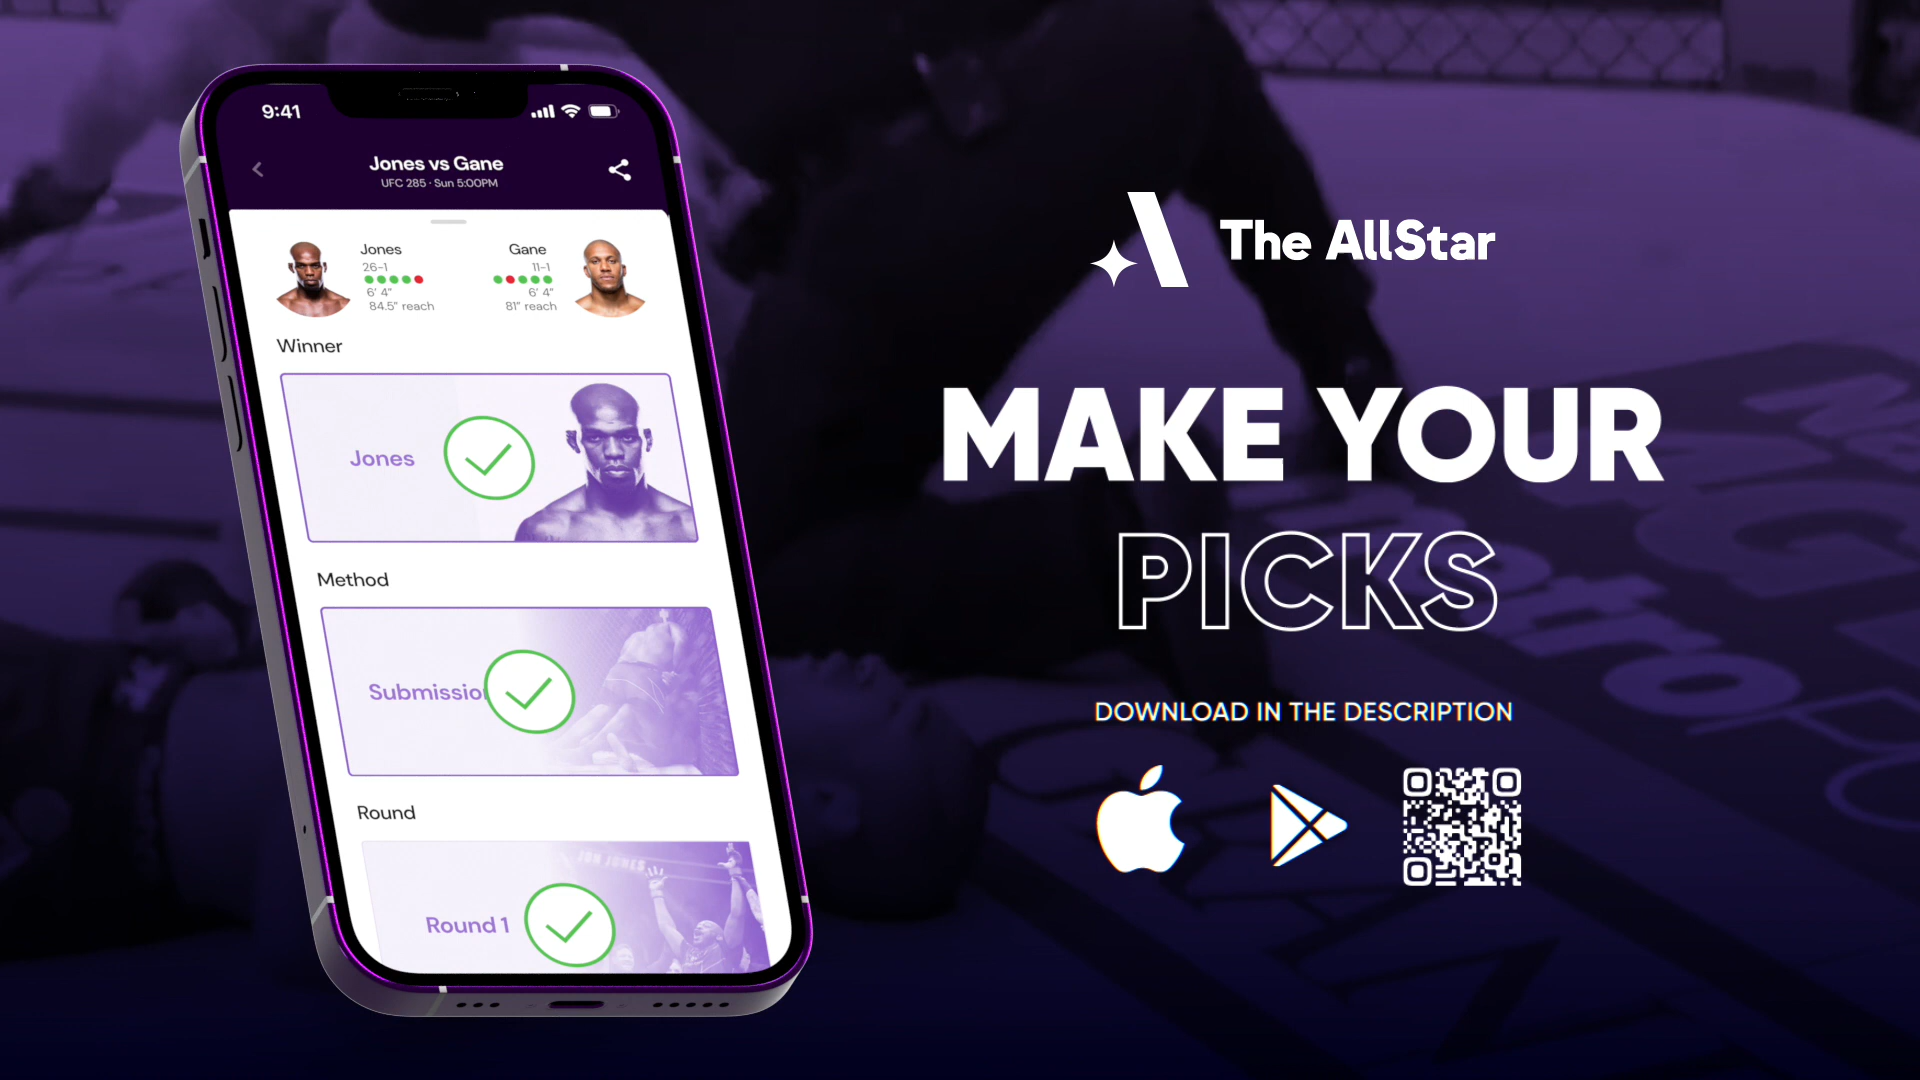 9:41
Jones vs Gane
UFC 285 · Sun 5:00PM
Jones
26-1
6' 4"
84.5" reach
Gane
11-1
6' 4"
81" reach
Winner
Jones
Method
Submissio
Round
JON JONES
Round 1
The AllStar
MAKE YOUR
PICKS
DOWNLOAD IN THE DESCRIPTION